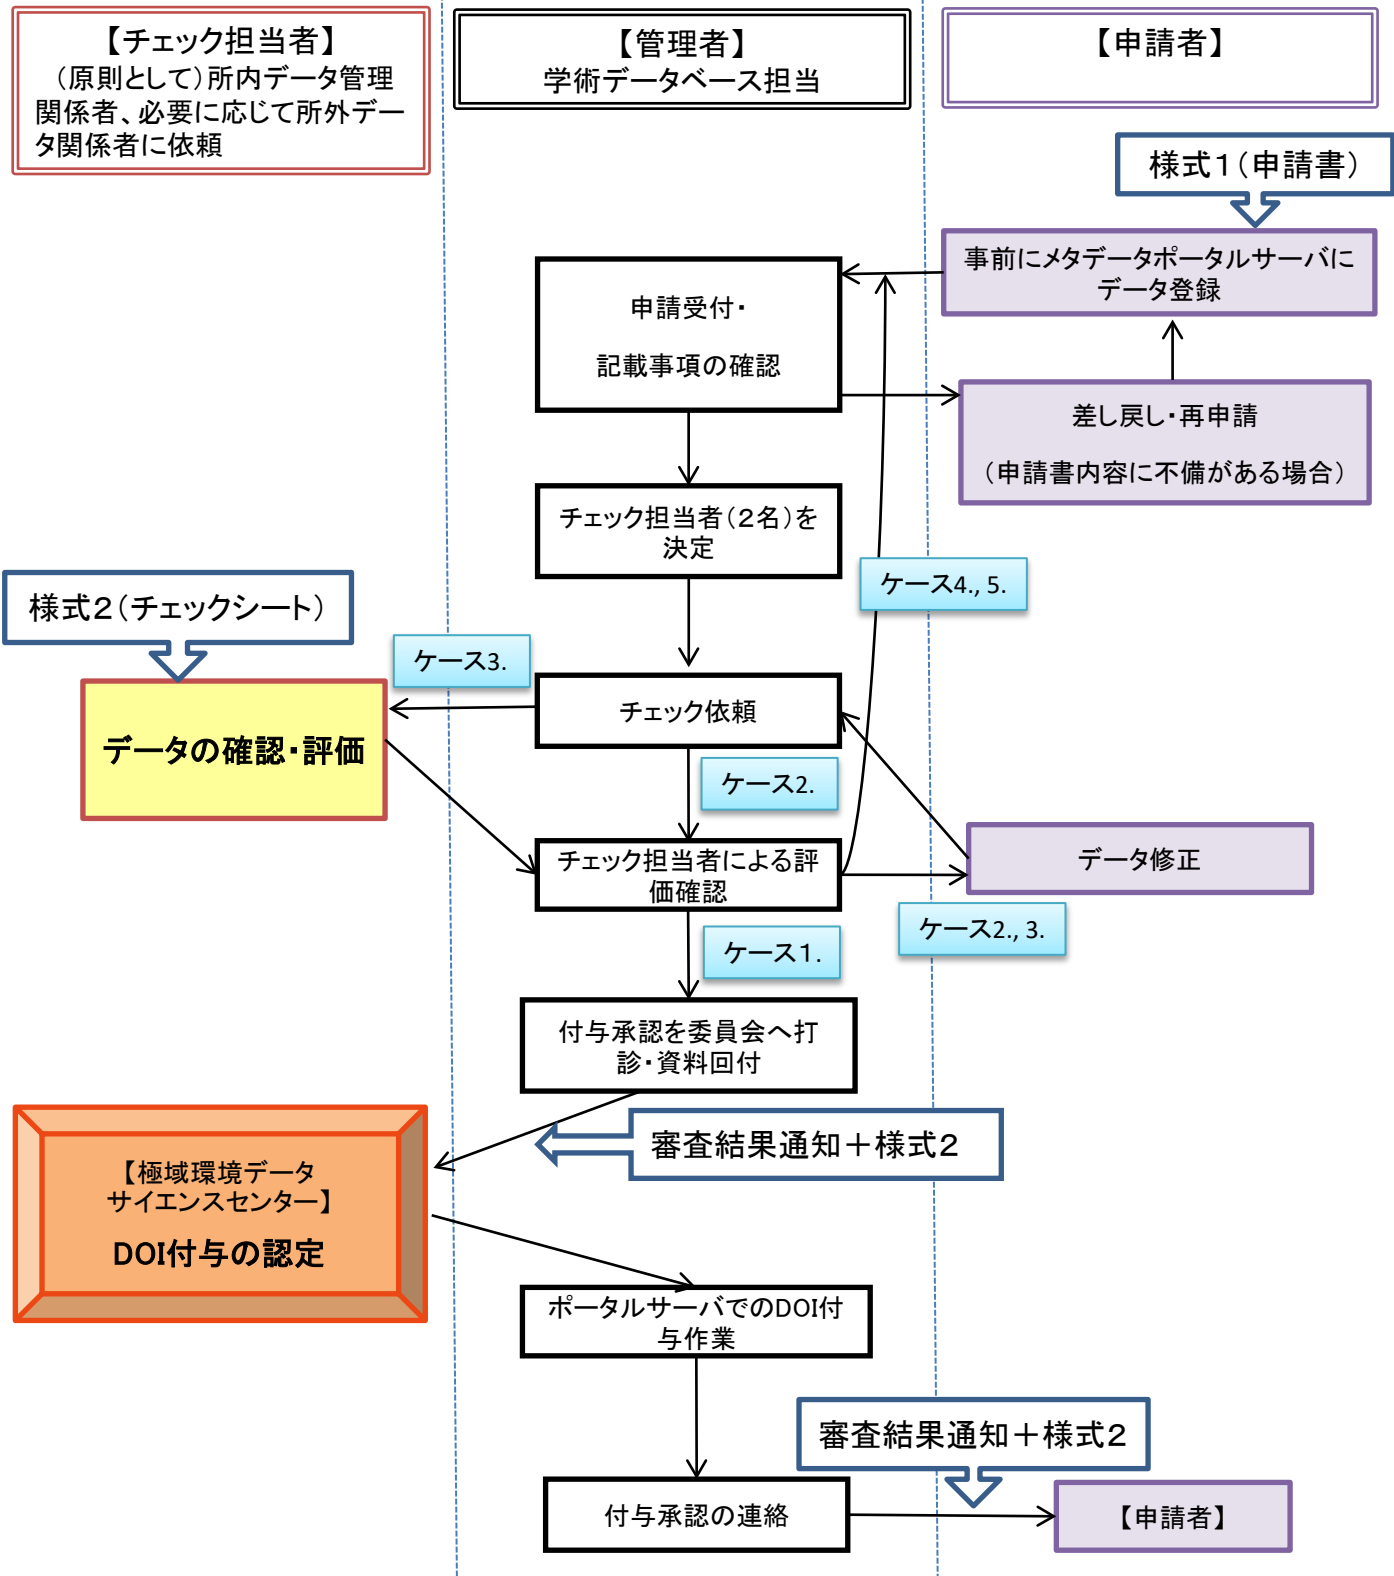 【チェック担当者】
（原則として）所内データ管理
関係者、必要に応じて所外デー
タ関係者に依頼
【管理者】
学術データベース担当
【申請者】
様式１（申請書）
事前にメタデータポータルサーバに
データ登録
申請受付・
記載事項の確認
差し戻し・再申請
（申請書内容に不備がある場合）
チェック担当者（２名）を
決定
ケース4., 5.
様式２（チェックシート）
ケース3.
チェック依頼
データの確認・評価
ケース2.
チェック担当者による評
価確認
データ修正
ケース2., 3.
ケース１.
付与承認を委員会へ打
診・資料回付
審査結果通知＋様式２
【極域環境データ
サイエンスセンター】
DOI付与の認定
ポータルサーバでのDOI付
与作業
審査結果通知＋様式２
付与承認の連絡
【申請者】